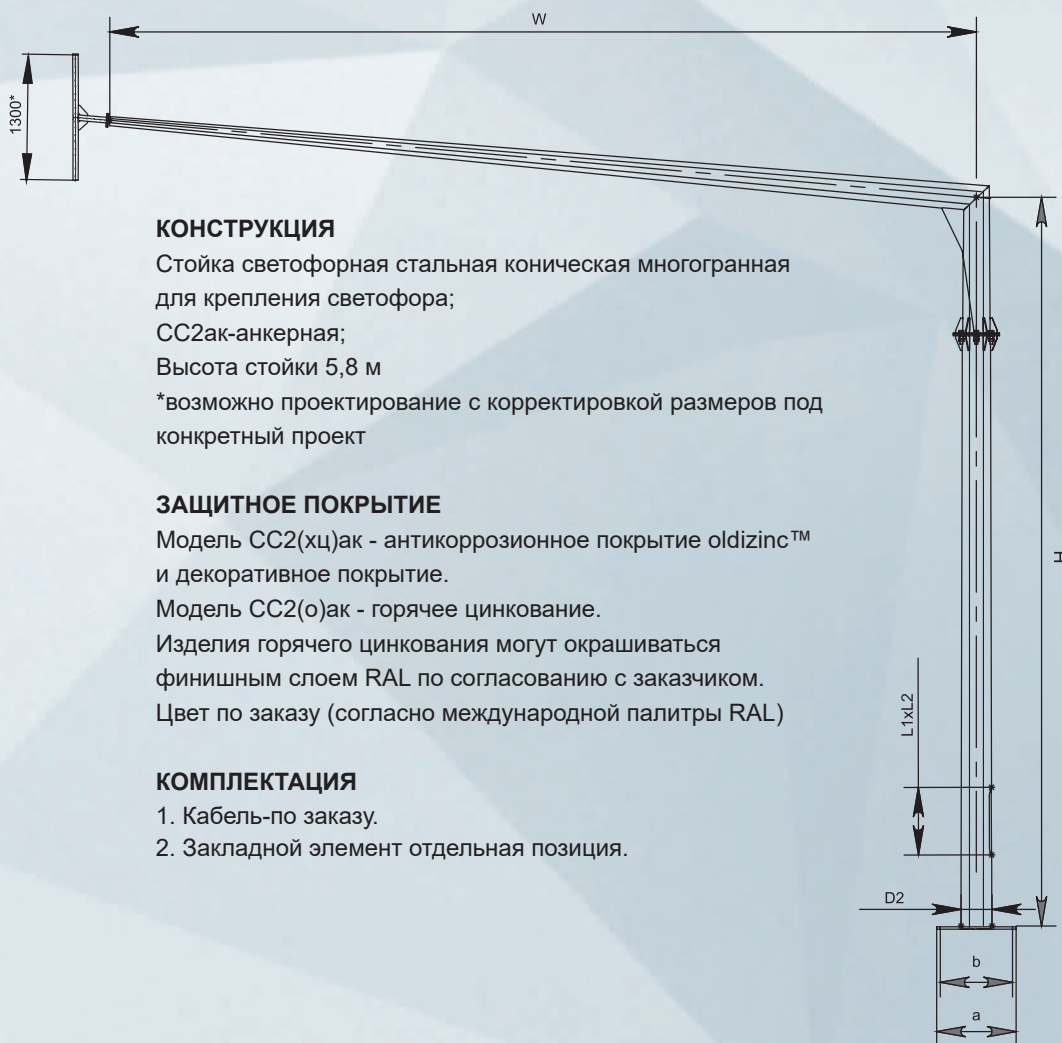 W
1300*
КОНСТРУКЦИЯ
Стойка светофорная стальная коническая многогранная
для крепления светофора;
СС2ак-анкерная;
Высота стойки 5,8 м
*возможно проектирование с корректировкой размеров под
конкретный проект
ЗАЩИТНОЕ ПОКРЫТИЕ
Модель СС2(хц)ак - антикоррозионное покрытие oldizinc™
и декоративное покрытие.
Модель СС2(о)ак - горячее цинкование.
Изделия горячего цинкования могут окрашиваться
финишным слоем RAL по согласованию с заказчиком.
Цвет по заказу (согласно международной палитры RAL)
КОМПЛЕКТАЦИЯ
1. Кабель-по заказу.
2. Закладной элемент отдельная позиция.
H
L1xL2
D2
b
a